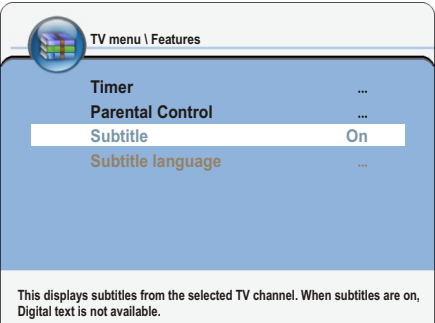 TV menu \ Features
Timer ...
Parental Control ...
Subtitle On
Subtitle language ...
This displays subtitles from the selected TV channel. When subtitles are on,
Digital text is not available.